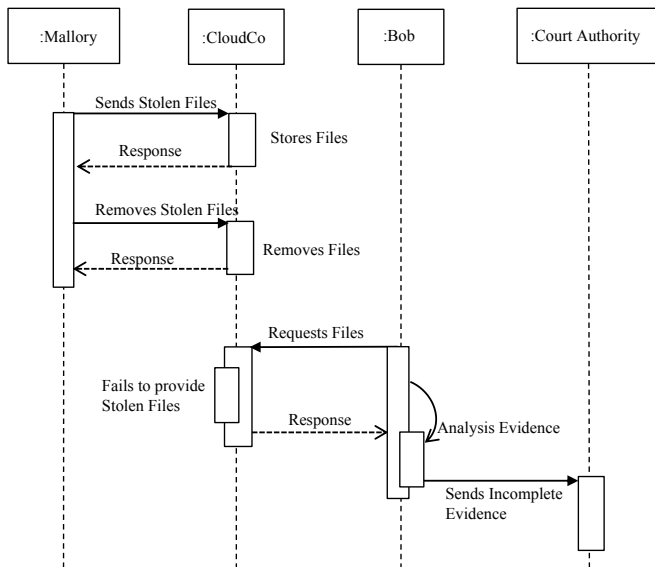 :Mallory
:CloudCo
:Bob
:Court Authority
Sends Stolen Files
Stores Files
Response
Removes Stolen Files
Removes Files
Response
Requests Files
Fails to provide
Stolen Files
Response
Analysis Evidence
Sends Incomplete
Evidence